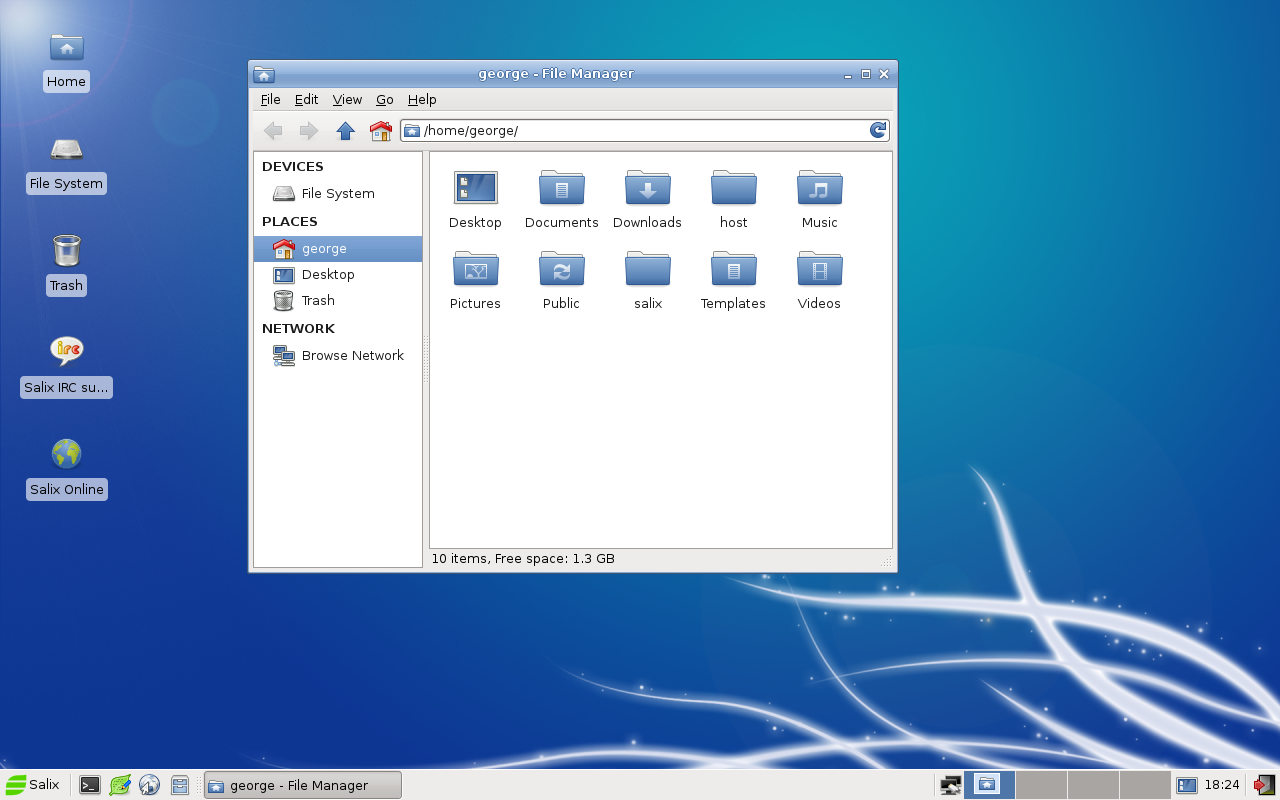 Home
File System
Trash
irc
Salix IRC su...
Salix Online
george - File Manager
File Edit View Go Help
/home/george/
DEVICES
File System
PLACES
george
Desktop
Trash
NETWORK
Browse Network
Desktop Documents Downloads host Music
Pictures Public salix Templates Videos
10 items, Free space: 1.3 GB
Salix george - File Manager 18:24